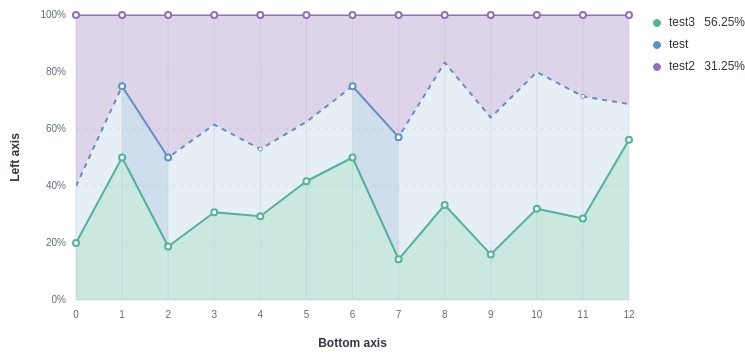 100%
80%
60%
40%
20%
0%
Left axis
0 1 2 3 4 5 6 7 8 9 10 11 12
Bottom axis
test3 56.25%
test
test2 31.25%